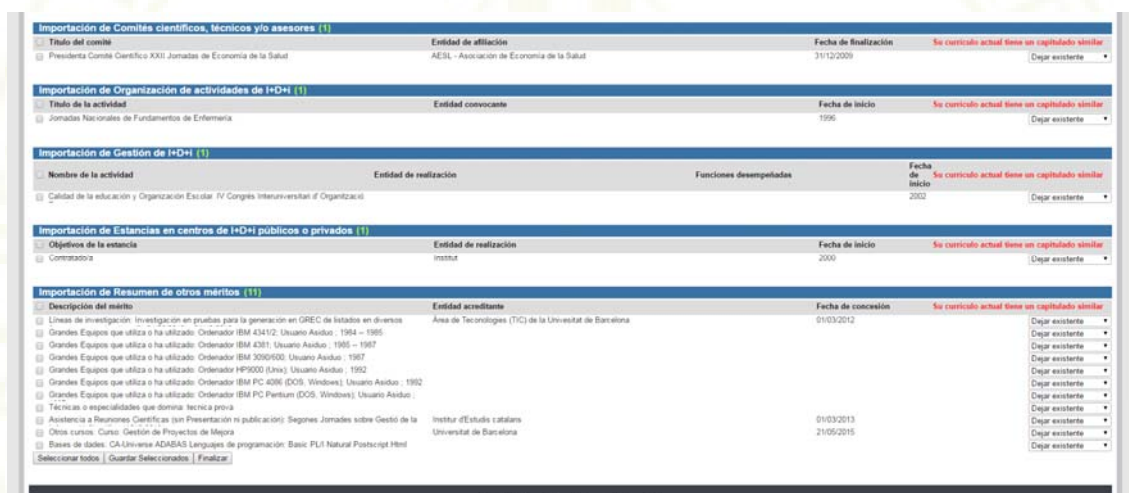 Importación de Comités científicos, técnicos y/o asesores (1)
Título del comité Entidad de afiliación Fecha de finalización Su currículo actual tiene un capitulado similar
Presidenta Comité Científico XXII Jornadas de Economía de la Salud AESL - Asociación de Economía de la Salud 31/12/2009 Dejar existente
Importación de Organización de actividades de I+D+i (1)
Título de la actividad Entidad convocante Fecha de inicio Su currículo actual tiene un capitulado similar
Jornadas Nacionales de Fundamentos de Enfermería 1996 Dejar existente
Importación de Gestión de I+D+i (1)
Nombre de la actividad Entidad de realización Funciones desempeñadas Fecha de inicio Su currículo actual tiene un capitulado similar
Calidad de la educación y Organización Escolar. IV Congrés Interuniversitari d' Organització 2002 Dejar existente
Importación de Estancias en centros de I+D+i públicos o privados (1)
Objetivos de la estancia Entidad de realización Fecha de inicio Su currículo actual tiene un capitulado similar
Contratado/a Institut 2000 Dejar existente
Importación de Resumen de otros méritos (11)
Descripción del mérito Entidad acreditante Fecha de concesión Su currículo actual tiene un capitulado similar
Líneas de investigación: Investigación en pruebas para la generación en GREC de listados en diversos Área de Teconologies (TIC) de la Univesitat de Barcelona 01/03/2012 Dejar existente
Grandes Equipos que utiliza o ha utilizado: Ordenador IBM 4341/2; Usuario Asiduo ; 1984 -- 1985 Dejar existente
Grandes Equipos que utiliza o ha utilizado: Ordenador IBM 4381; Usuario Asiduo ; 1985 -- 1987 Dejar existente
Grandes Equipos que utiliza o ha utilizado: Ordenador IBM 3090/600; Usuario Asiduo ; 1987 Dejar existente
Grandes Equipos que utiliza o ha utilizado: Ordenador HP9000 (Unix); Usuario Asiduo ; 1992 Dejar existente
Grandes Equipos que utiliza o ha utilizado: Ordenador IBM PC 4086 (DOS, Windows); Usuario Asiduo ; 1992 Dejar existente
Grandes Equipos que utiliza o ha utilizado: Ordenador IBM PC Pentium (DOS, Windows); Usuario Asiduo ; Dejar existente
Técnicas o especialidades que domina: tecnica prova Dejar existente
Asistencia a Reuniones Científicas (sin Presentación ni publicación): Segones Jornades sobre Gestió de la Institut d'Estudis catalans 01/03/2013 Dejar existente
Otros cursos: Curso: Gestión de Proyectos de Mejora Universitat de Barcelona 21/05/2015 Dejar existente
Bases de dades: CA-Universe ADABAS Lenguajes de programación: Basic PL/I Natural Postscript Html Dejar existente
Seleccionar todos Guardar Seleccionados Finalizar